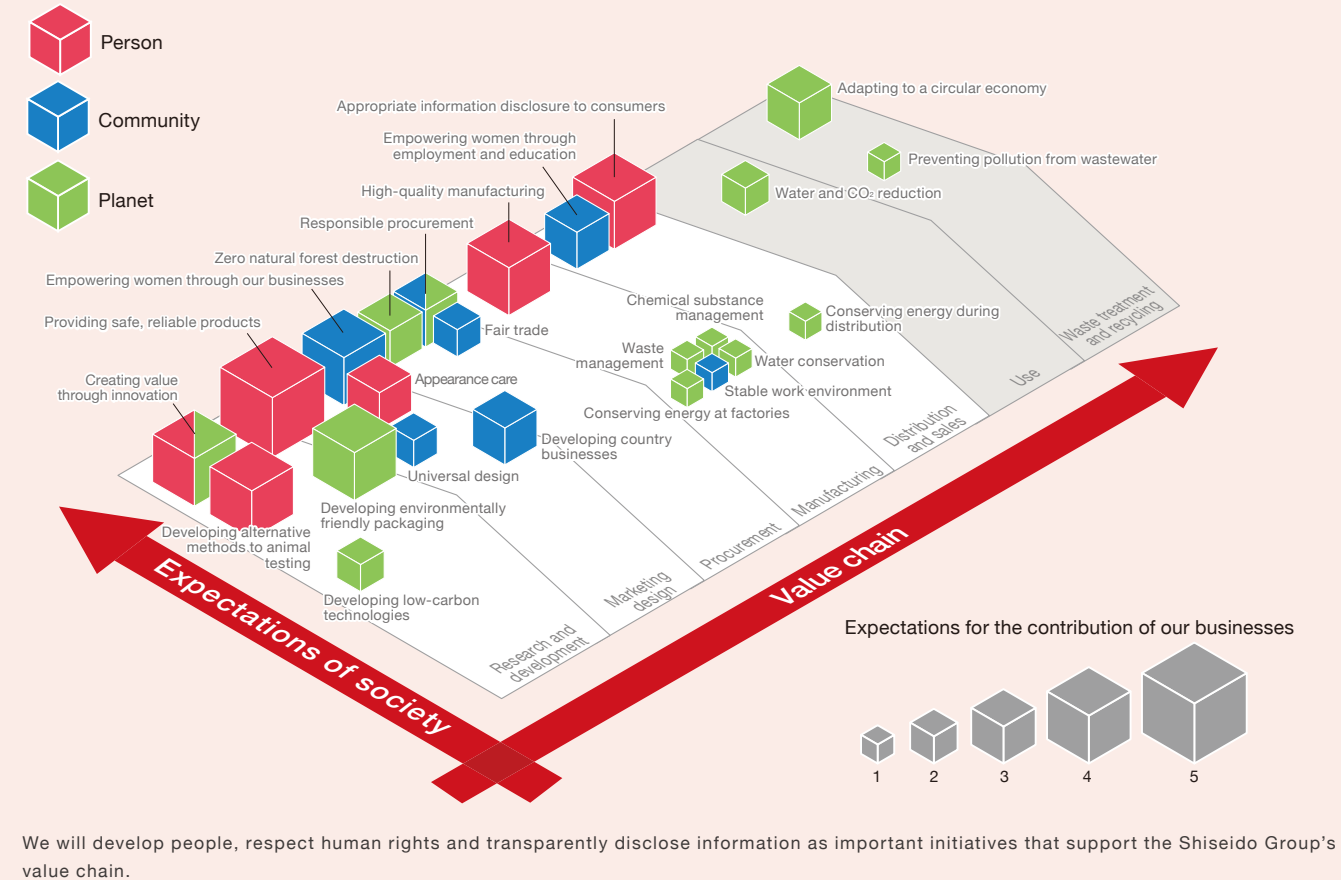 Person
Community
Planet
Adapting to a circular economy
Preventing pollution from wastewater
Water and CO₂ reduction
Appropriate information disclosure to consumers
Empowering women through
employment and education
High-quality manufacturing
Responsible procurement
Zero natural forest destruction
Empowering women through our businesses
Providing safe, reliable products
Creating value
through innovation
Fair trade
Appearance care
Chemical substance
management
Conserving energy during
distribution
Waste
management
Water conservation
Stable work environment
Conserving energy at factories
Developing country
businesses
Universal design
Developing environmentally
friendly packaging
Developing alternative
methods to animal
testing
Developing low-carbon
technologies
Research and
development
Marketing
design
Procurement
Manufacturing
Distribution
and sales
Use
Waste treatment
and recycling
Expectations of society
Value chain
Expectations for the contribution of our businesses
1
2
3
4
5
We will develop people, respect human rights and transparently disclose information as important initiatives that support the Shiseido Group's
value chain.